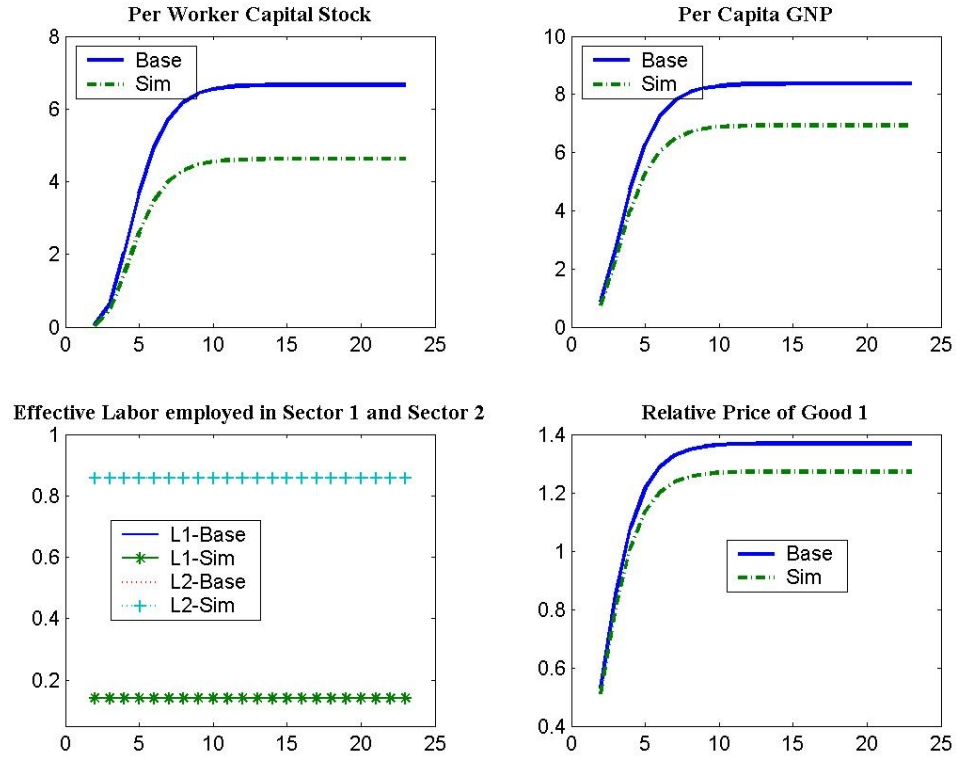 Per Worker Capital Stock
8
6
4
2
0
0 5 10 15 20 25
Base
Sim
Per Capita GNP
10
8
6
4
2
0
0 5 10 15 20 25
Base
Sim
Effective Labor employed in Sector 1 and Sector 2
1
0.8
0.6
0.4
0.2
0 5 10 15 20 25
L1-Base
L1-Sim
L2-Base
L2-Sim
Relative Price of Good 1
1.4
1.2
1
0.8
0.6
0.4
0 5 10 15 20 25
Base
Sim